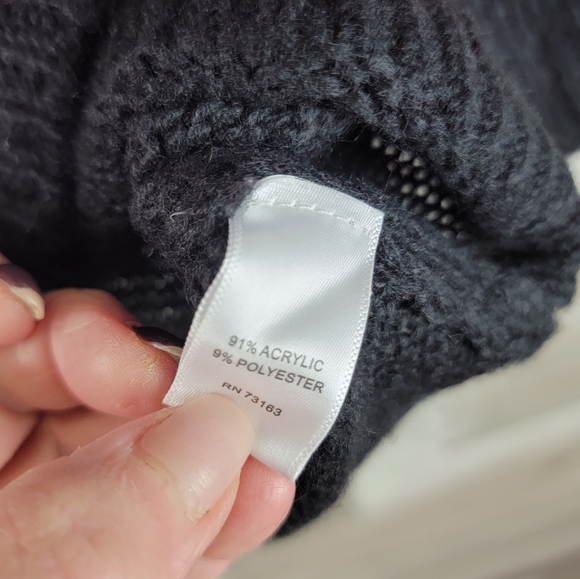 91% ACRYLIC
9% POLYESTER
RN 73163